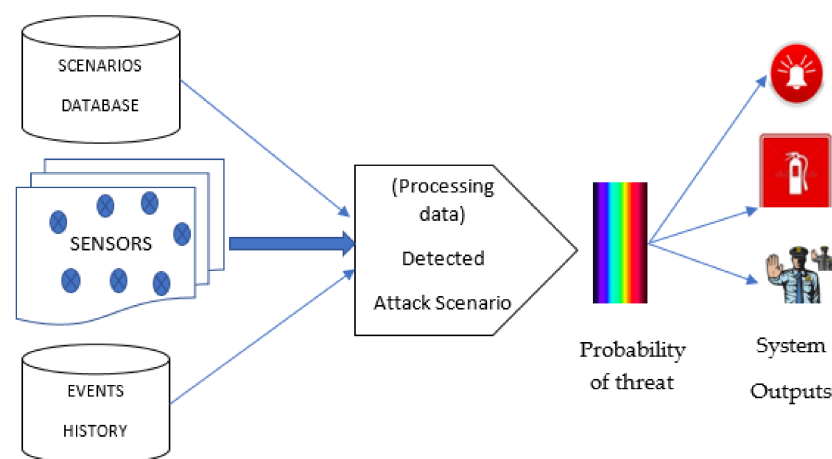 SCENARIOS
DATABASE
SENSORS
EVENTS
HISTORY
(Processing
data)
Detected
Attack Scenario
Probability
of threat
System
Outputs